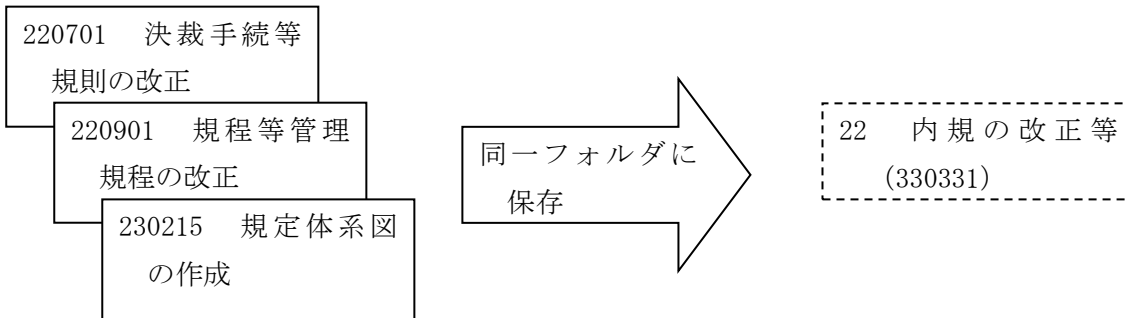 220701 決裁手続等
規則の改正
220901 規程等管理
規程の改正
230215 規定体系図
の作成
同一フォルダに
保存
22 内規の改正等
(330331)